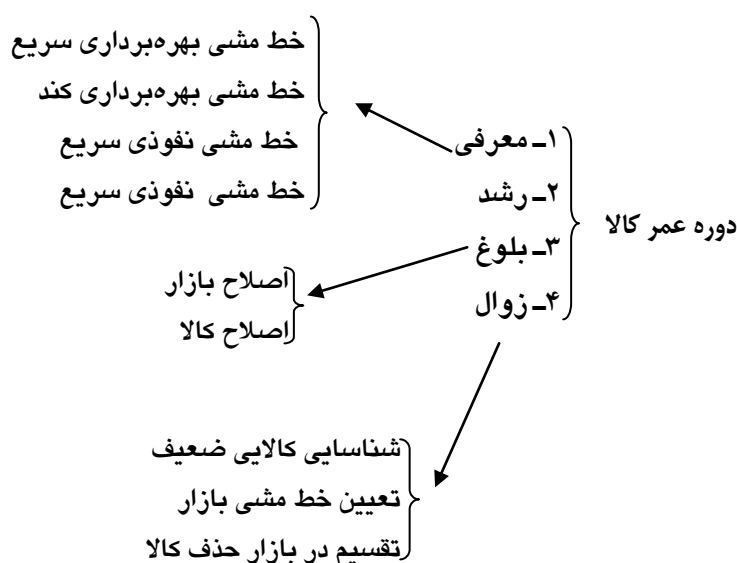 دوره عمر کالا
۱ـ معرفی
۲ـ رشد
۳ـ بلوغ
۴ـ زوال
خط مشی بهره‌برداری سریع
خط مشی بهره‌برداری کند
خط مشی نفوذی سریع
خط مشی نفوذی سریع
اصلاح بازار
اصلاح کالا
شناسایی کالایی ضعیف
تعیین خط مشی بازار
تقسیم در بازار حذف کالا